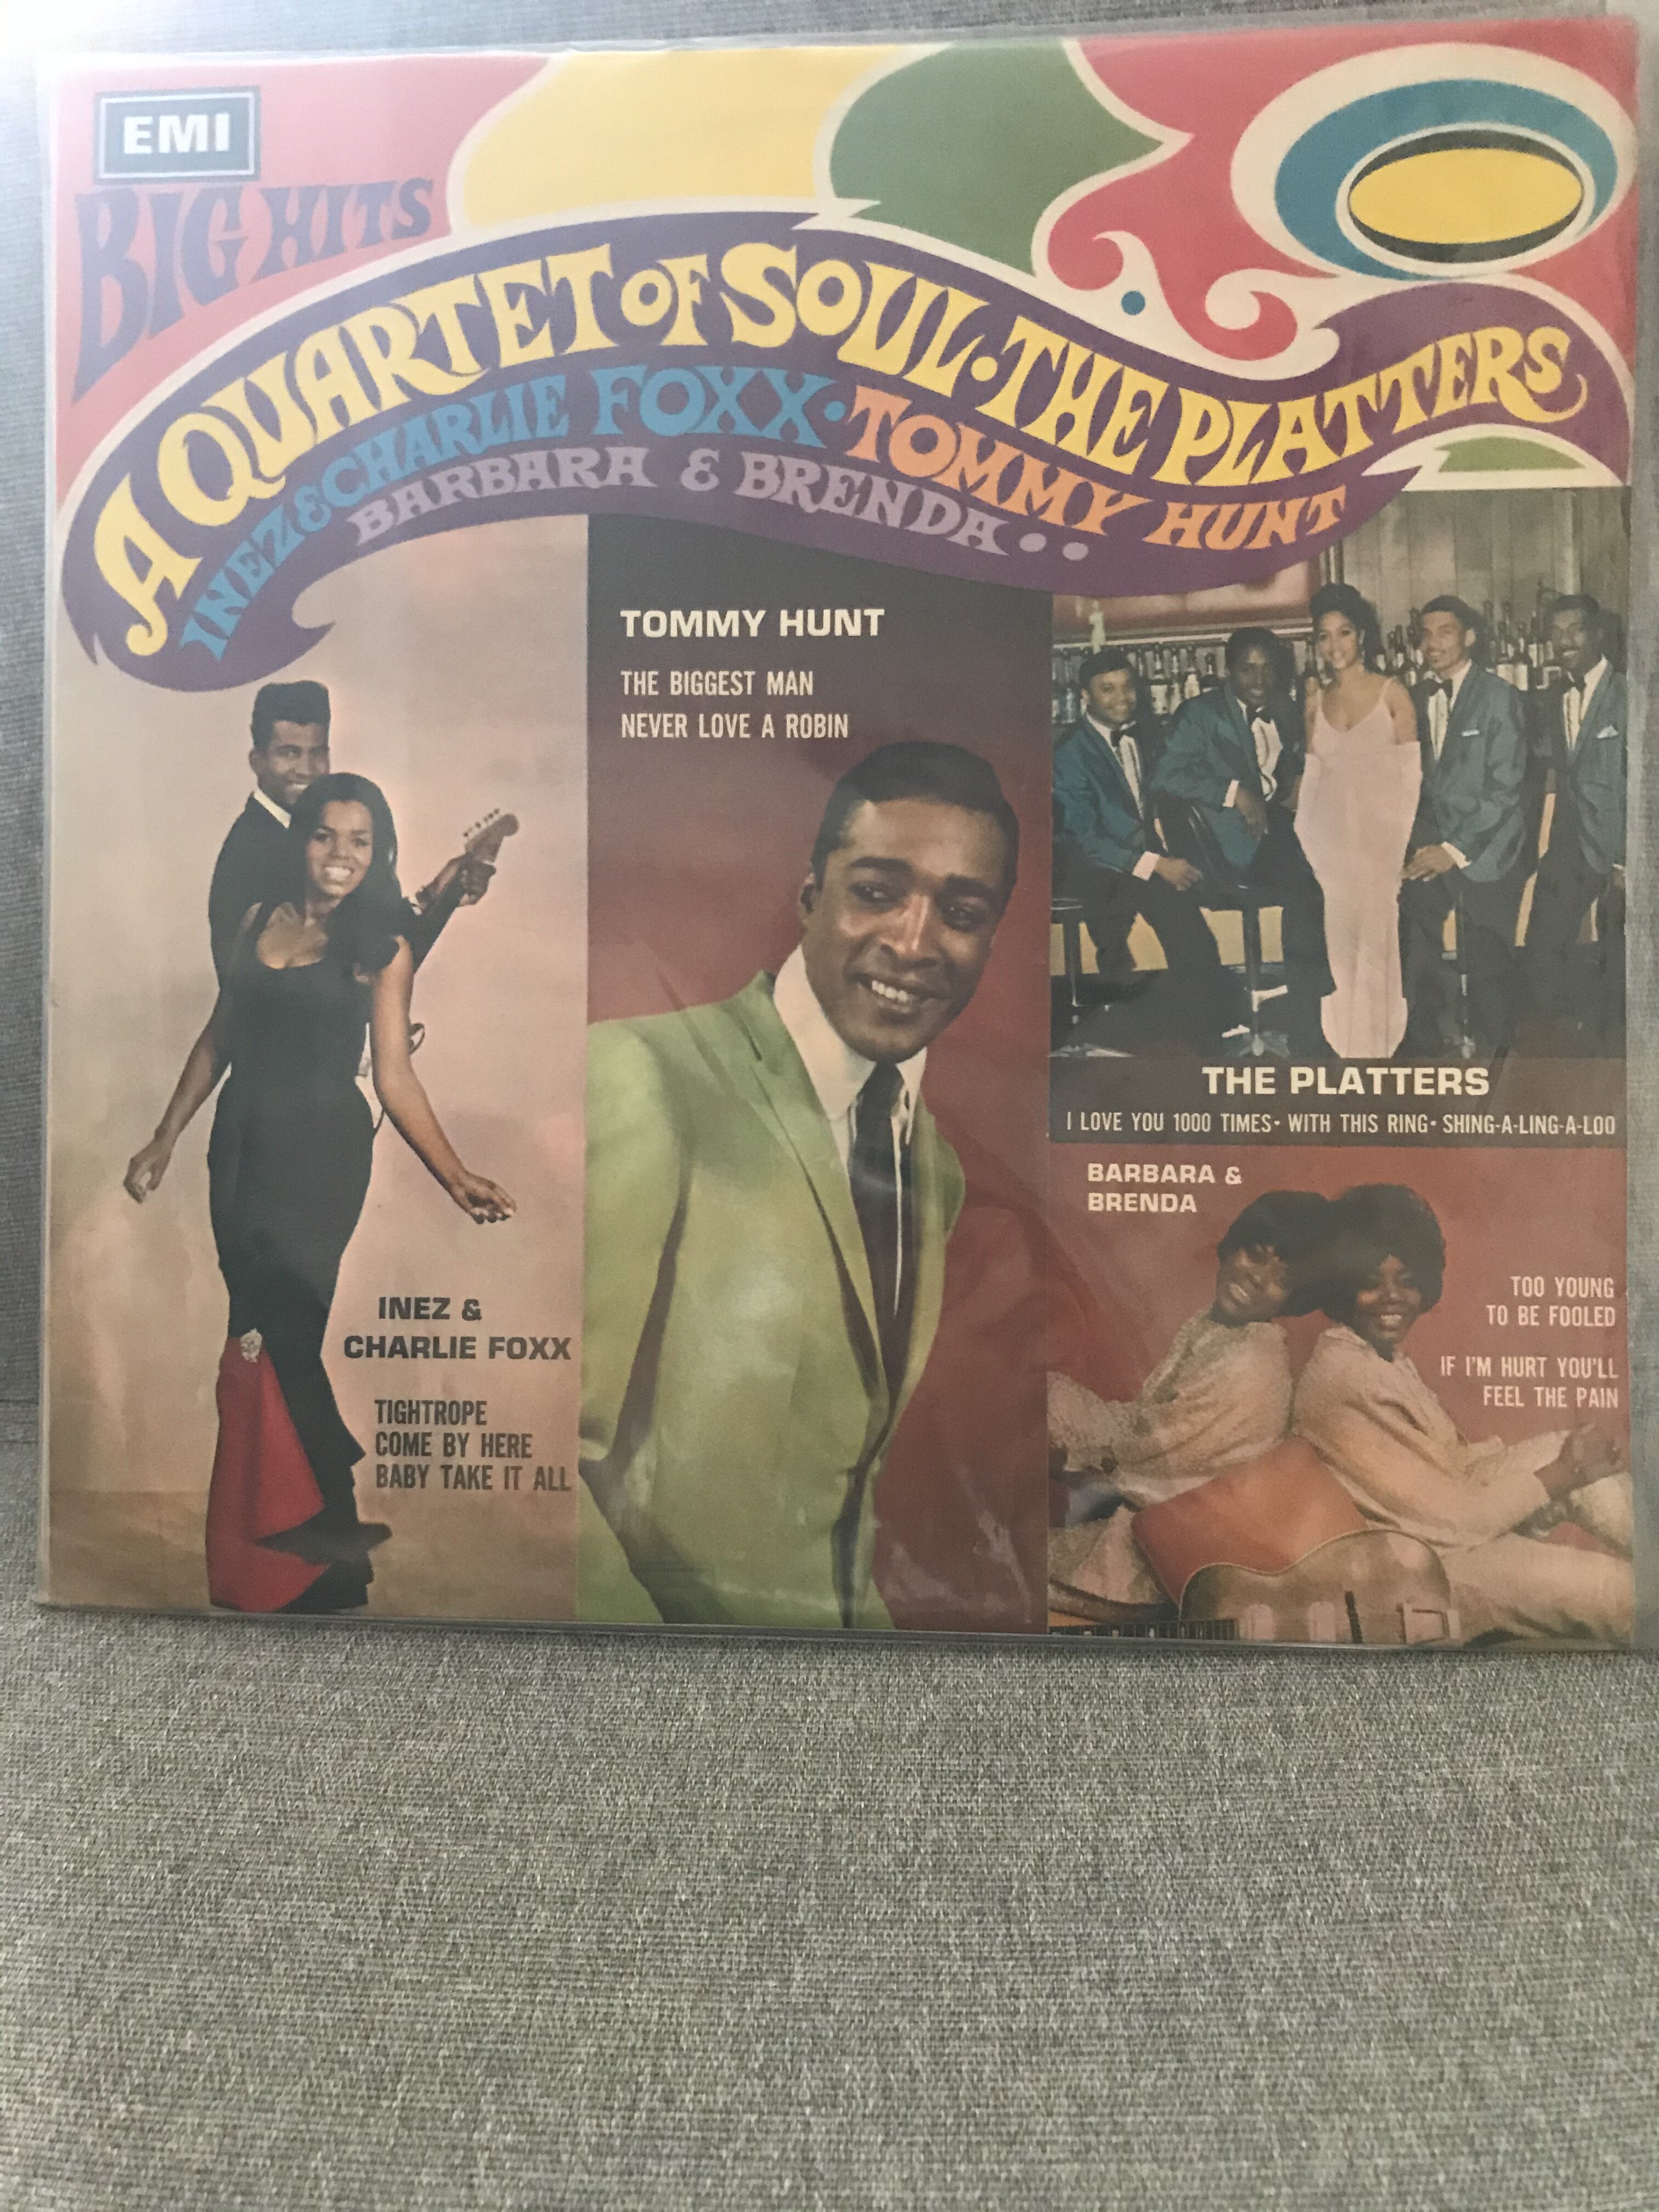 EMI
BIG HITS
A QUARTET OF SOUL • THE PLATTERS
INEZ & CHARLIE FOXX • TOMMY HUNT
BARBARA & BRENDA • •
TOMMY HUNT
THE BIGGEST MAN
NEVER LOVE A ROBIN
THE PLATTERS
I LOVE YOU 1000 TIMES • WITH THIS RING • SHING-A-LING-A-LOO
BARBARA &
BRENDA
TOO YOUNG
TO BE FOOLED
IF I'M HURT YOU'LL
FEEL THE PAIN
INEZ &
CHARLIE FOXX
TIGHTROPE
COME BY HERE
BABY TAKE IT ALL